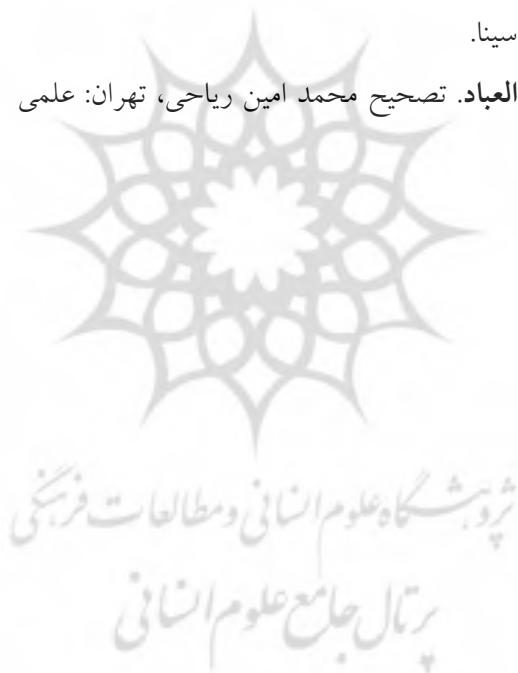 سینا.
العباد. تصحیح محمد امین ریاحی، تهران: علمی
پژوهشگاه علوم انسانی و مطالعات فرهنگی
پرتال جامع علوم انسانی